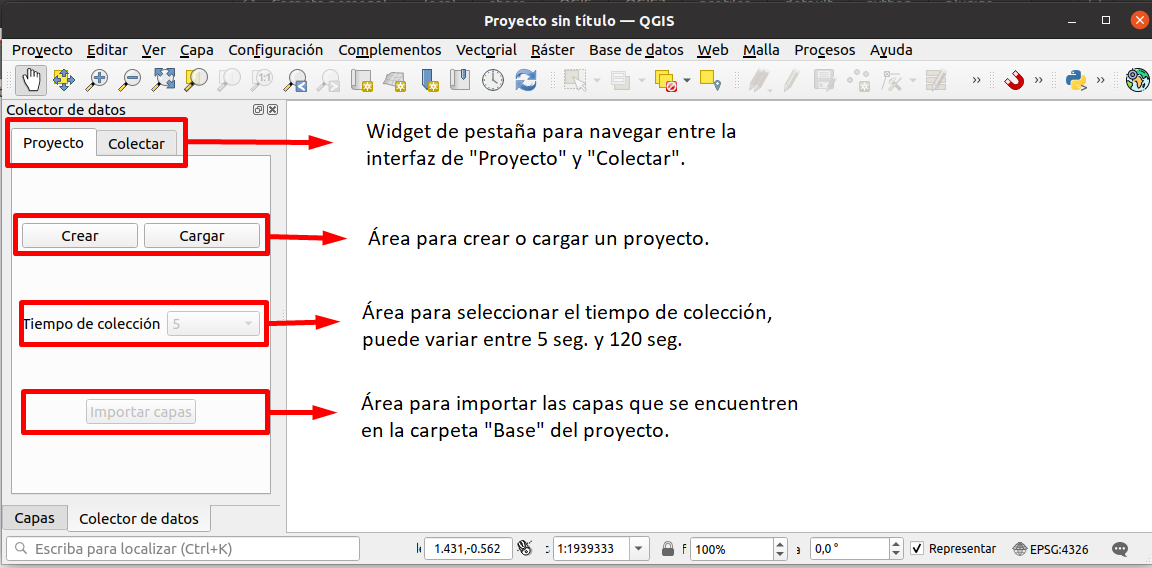 Proyecto sin título — QGIS
Proyecto Editar Ver Capa Configuración Complementos Vectorial Ráster Base de datos Web Malla Procesos Ayuda
Colector de datos
Proyecto Colectar
Widget de pestaña para navegar entre la
interfaz de "Proyecto" y "Colectar".
Crear Cargar
Área para crear o cargar un proyecto.
Tiempo de colección 5
Área para seleccionar el tiempo de colección,
puede variar entre 5 seg. y 120 seg.
Importar capas
Área para importar las capas que se encuentren
en la carpeta "Base" del proyecto.
Capas Colector de datos
Escriba para localizar (Ctrl+K) 1.431,-0.562 1:1939333 100% 0,0 ° Representar EPSG:4326